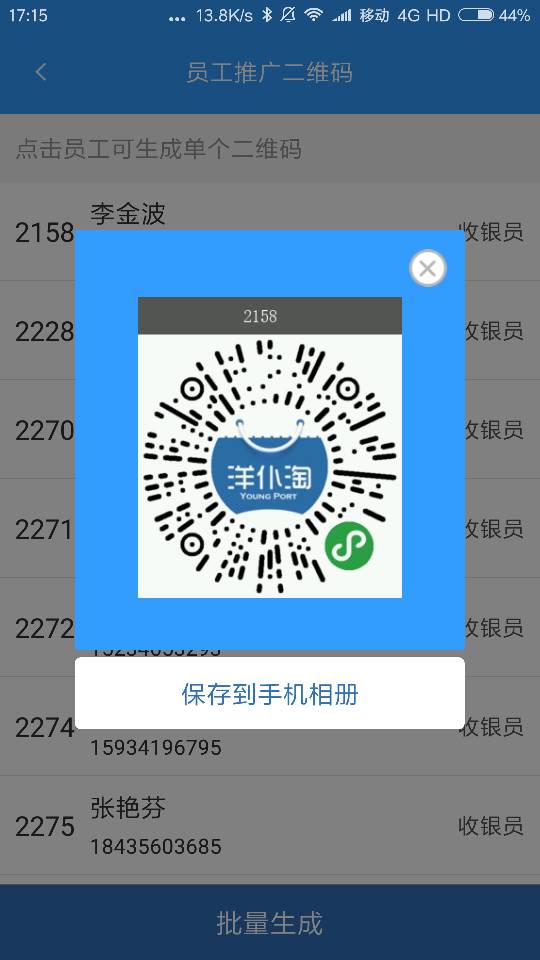 17:15 ... 13.8K/s 移动 4G HD 44%
员工推广二维码
点击员工可生成单个二维码
李金波
2158 收银员
2158
2228 收银员
2270 收银员
洋仆淘
YOUNG PORT
2271 收银员
2272 收银员
15234053293
保存到手机相册
2274 收银员
15934196795
张艳芬
2275 收银员
18435603685
批量生成